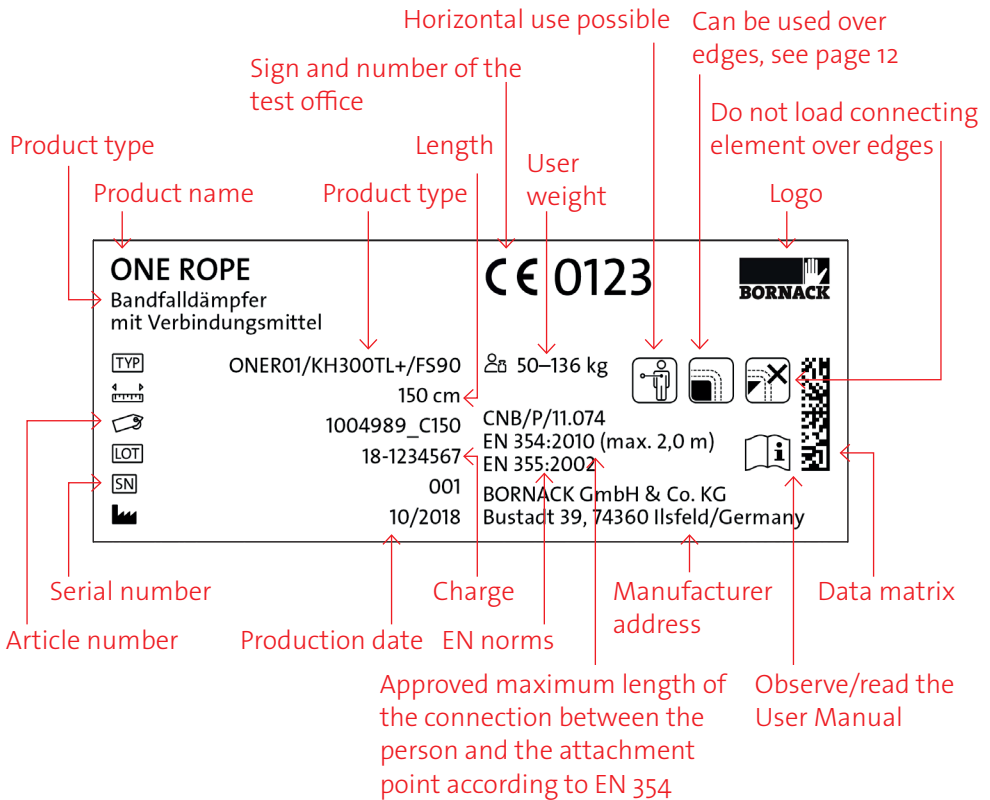 Horizontal use possible
Can be used over
edges, see page 12
Sign and number of the
test office
Do not load connecting
element over edges
Product type
Length
User
weight
Product name
Product type
Logo
ONE ROPE
Bandfalldämpfer
mit Verbindungsmittel
CE 0123
BORNACK
TYP
ONER01/KH300TL+/FS90
50–136 kg
150 cm
1004989_C150
LOT
18-1234567
SN
001
10/2018
CNB/P/11.074
EN 354:2010 (max. 2,0 m)
EN 355:2002
BORNACK GmbH & Co. KG
Bustadt 39, 74360 Ilsfeld/Germany
i
Serial number
Charge
Manufacturer
address
Data matrix
Article number
Production date
EN norms
Approved maximum length of
the connection between the
person and the attachment
point according to EN 354
Observe/read the
User Manual